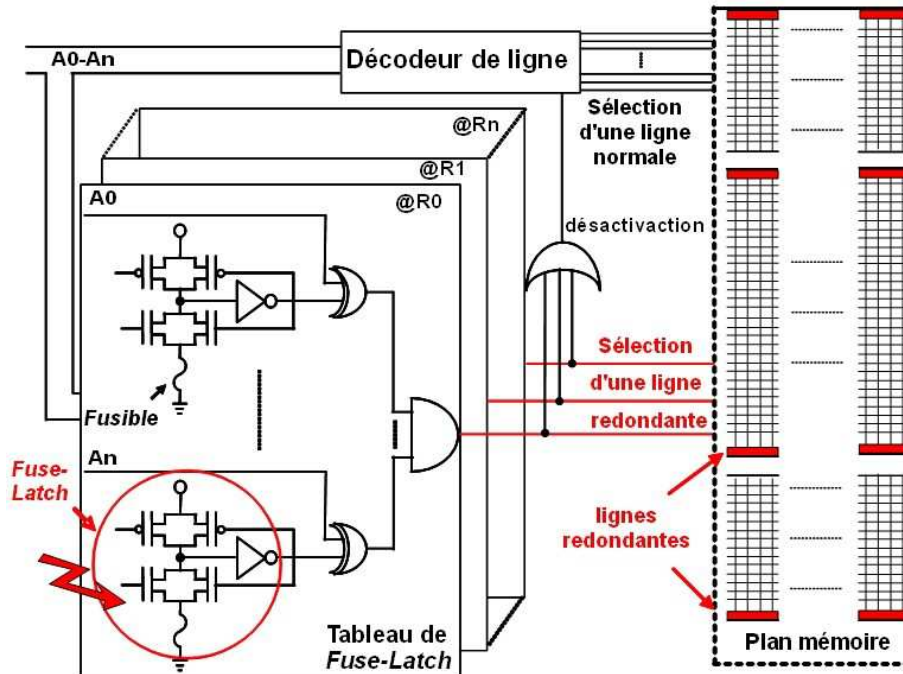 A0-An
Décodeur de ligne
Sélection
d'une ligne
normale
@Rn
@R1
@R0
A0
désactivaction
Sélection
d'une ligne
redondante
Fusible
An
Fuse-
Latch
lignes
redondantes
Tableau de
Fuse-Latch
Plan mémoire